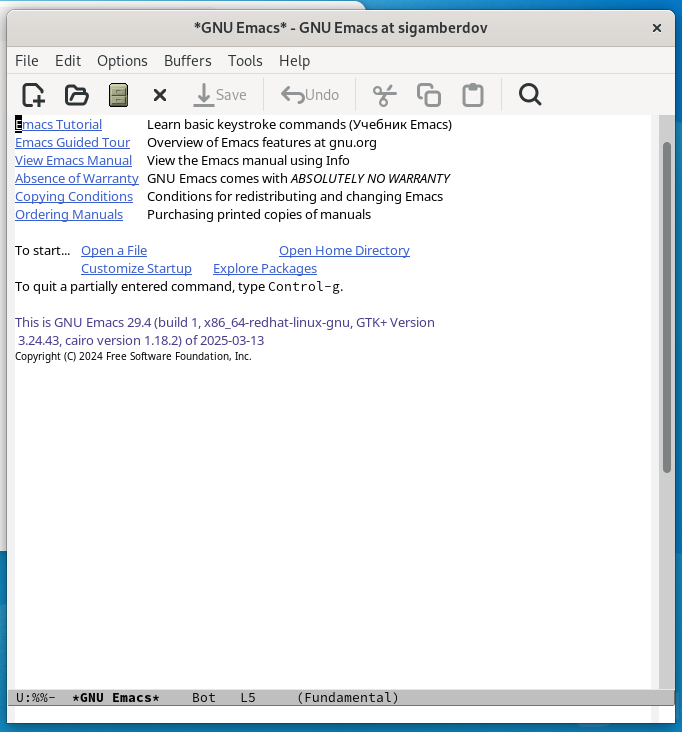 *GNU Emacs* - GNU Emacs at sigamberdov
File Edit Options Buffers Tools Help
Save Undo
Emacs Tutorial Learn basic keystroke commands (Учебник Emacs)
Emacs Guided Tour Overview of Emacs features at gnu.org
View Emacs Manual View the Emacs manual using Info
Absence of Warranty GNU Emacs comes with ABSOLUTELY NO WARRANTY
Copying Conditions Conditions for redistributing and changing Emacs
Ordering Manuals Purchasing printed copies of manuals
To start... Open a File Open Home Directory
Customize Startup Explore Packages
To quit a partially entered command, type Control-g.
This is GNU Emacs 29.4 (build 1, x86_64-redhat-linux-gnu, GTK+ Version
3.24.43, cairo version 1.18.2) of 2025-03-13
Copyright (C) 2024 Free Software Foundation, Inc.
U:%%- *GNU Emacs* Bot L5 (Fundamental)